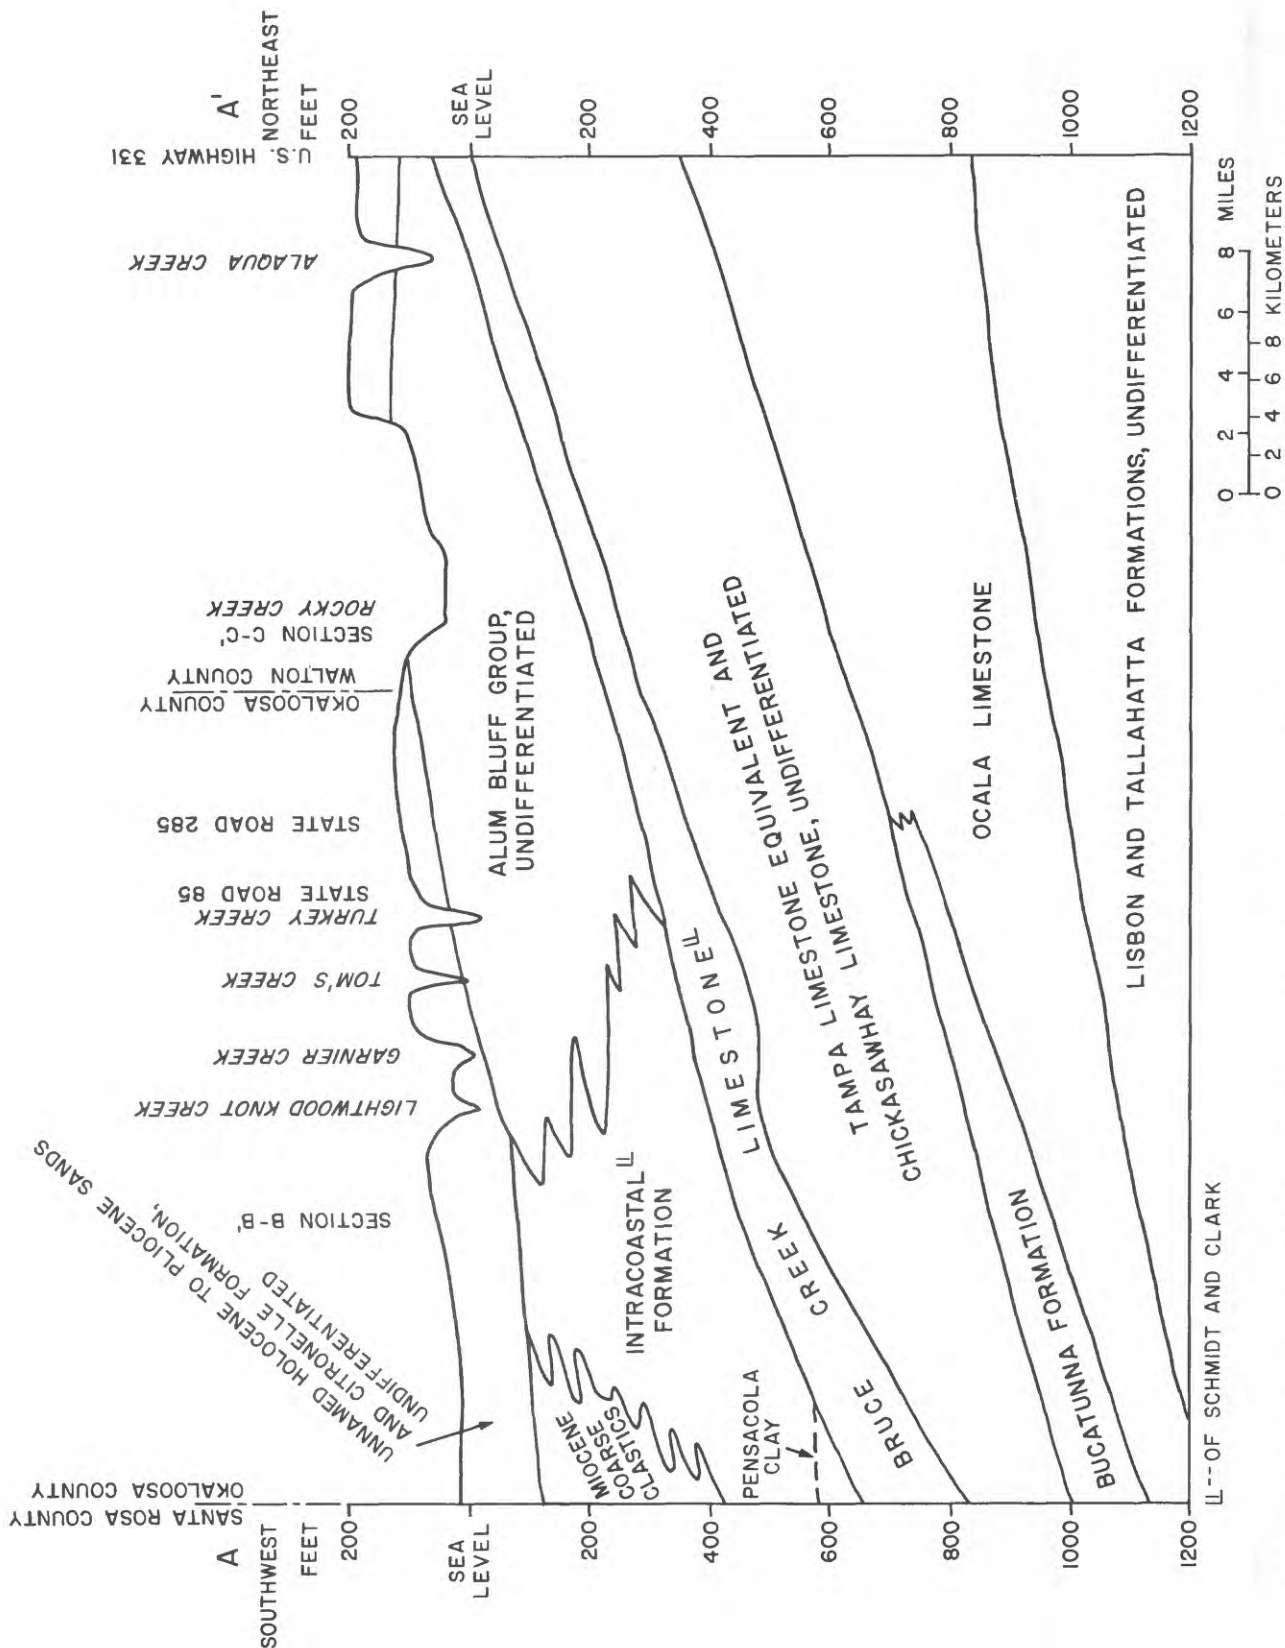 A
SOUTHWEST
FEET
200
SEA
LEVEL
200
400
600
800
1000
1200
SANTA ROSA COUNTY
OKALOOSA COUNTY
UNNAMED HOLOCENE TO PLIOCENE SANDS
AND CITRONELLE FORMATION,
UNDIFFERENTIATED
SECTION B-B'
LIGHTWOOD KNOT CREEK
GARNIER CREEK
TOM'S CREEK
TURKEY CREEK
STATE ROAD 85
STATE ROAD 285
OKALOOSA COUNTY
WALTON COUNTY
SECTION C-C'
ROCKY CREEK
ALAQUA CREEK
U.S. HIGHWAY 331
A'
NORTHEAST
FEET
200
SEA
LEVEL
200
400
600
800
1000
1200
ALUM BLUFF GROUP,
UNDIFFERENTIATED
MIOCENE
COARSE
CLASTICS
INTRACOASTAL LL
FORMATION
PENSACOLA
CLAY
BRUCE CREEK LIMESTONE LL
TAMPA LIMESTONE EQUIVALENT AND
CHICKASAWHAY LIMESTONE, UNDIFFERENTIATED
BUCATUNNA FORMATION
OCALA LIMESTONE
LISBON AND TALLAHATTA FORMATIONS, UNDIFFERENTIATED
LL -- OF SCHMIDT AND CLARK
0 2 4 6 8 MILES
0 2 4 6 8 KILOMETERS